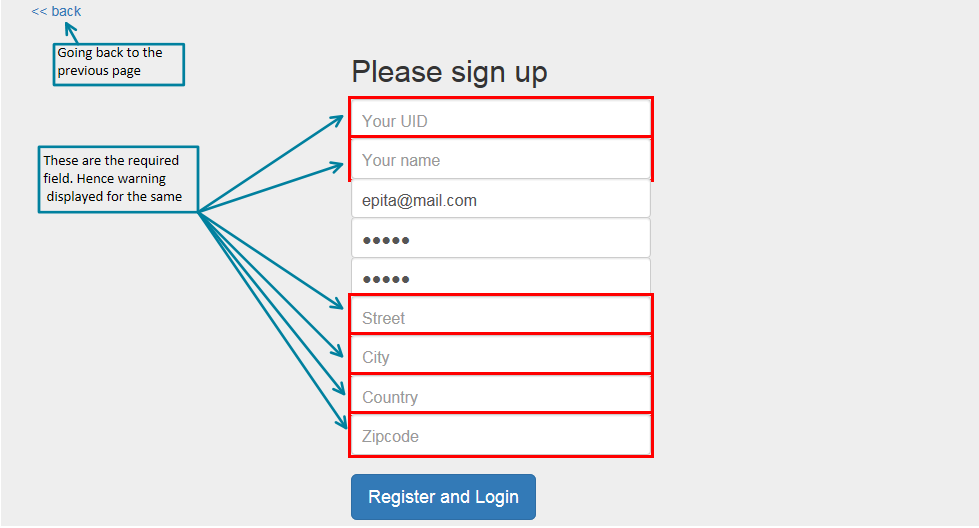 << back
Going back to the
previous page
Please sign up
Your UID
These are the required
field. Hence warning
displayed for the same
Your name
epita@mail.com
●●●●●
●●●●●
Street
City
Country
Zipcode
Register and Login